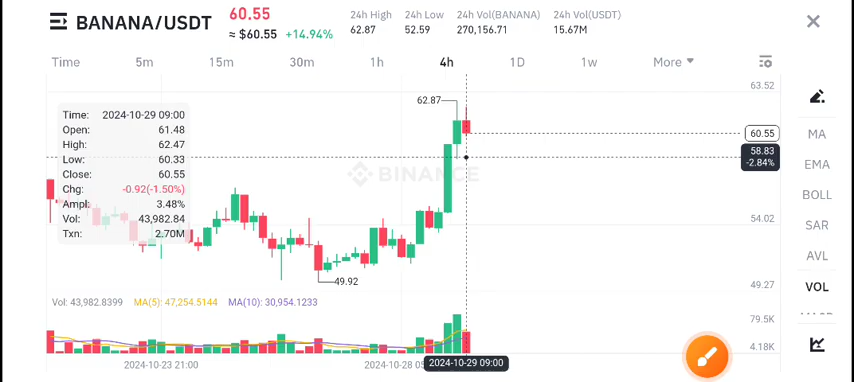 BANANA/USDT
60.55
≈ $60.55 +14.94%
24h High 24h Low 24h Vol(BANANA) 24h Vol(USDT)
62.87 52.59 270,156.71 15.67M
Time 5m 15m 30m 1h 4h 1D 1w More
63.52
62.87
Time: 2024-10-29 09:00
Open: 61.48
High: 62.47
Low: 60.33
Close: 60.55
Chg: -0.92(-1.50%)
Ampl: 3.48%
Vol: 43,982.84
Txn: 2.70M
60.55
58.83
-2.84%
BINANCE
54.02
49.92
49.27
Vol: 43,982.8399 MA(5): 47,254.5144 MA(10): 30,954.1233
79.5K
4.18K
2024-10-23 21:00 2024-10-28 05 2024-10-29 09:00
MA
EMA
BOLL
SAR
AVL
VOL